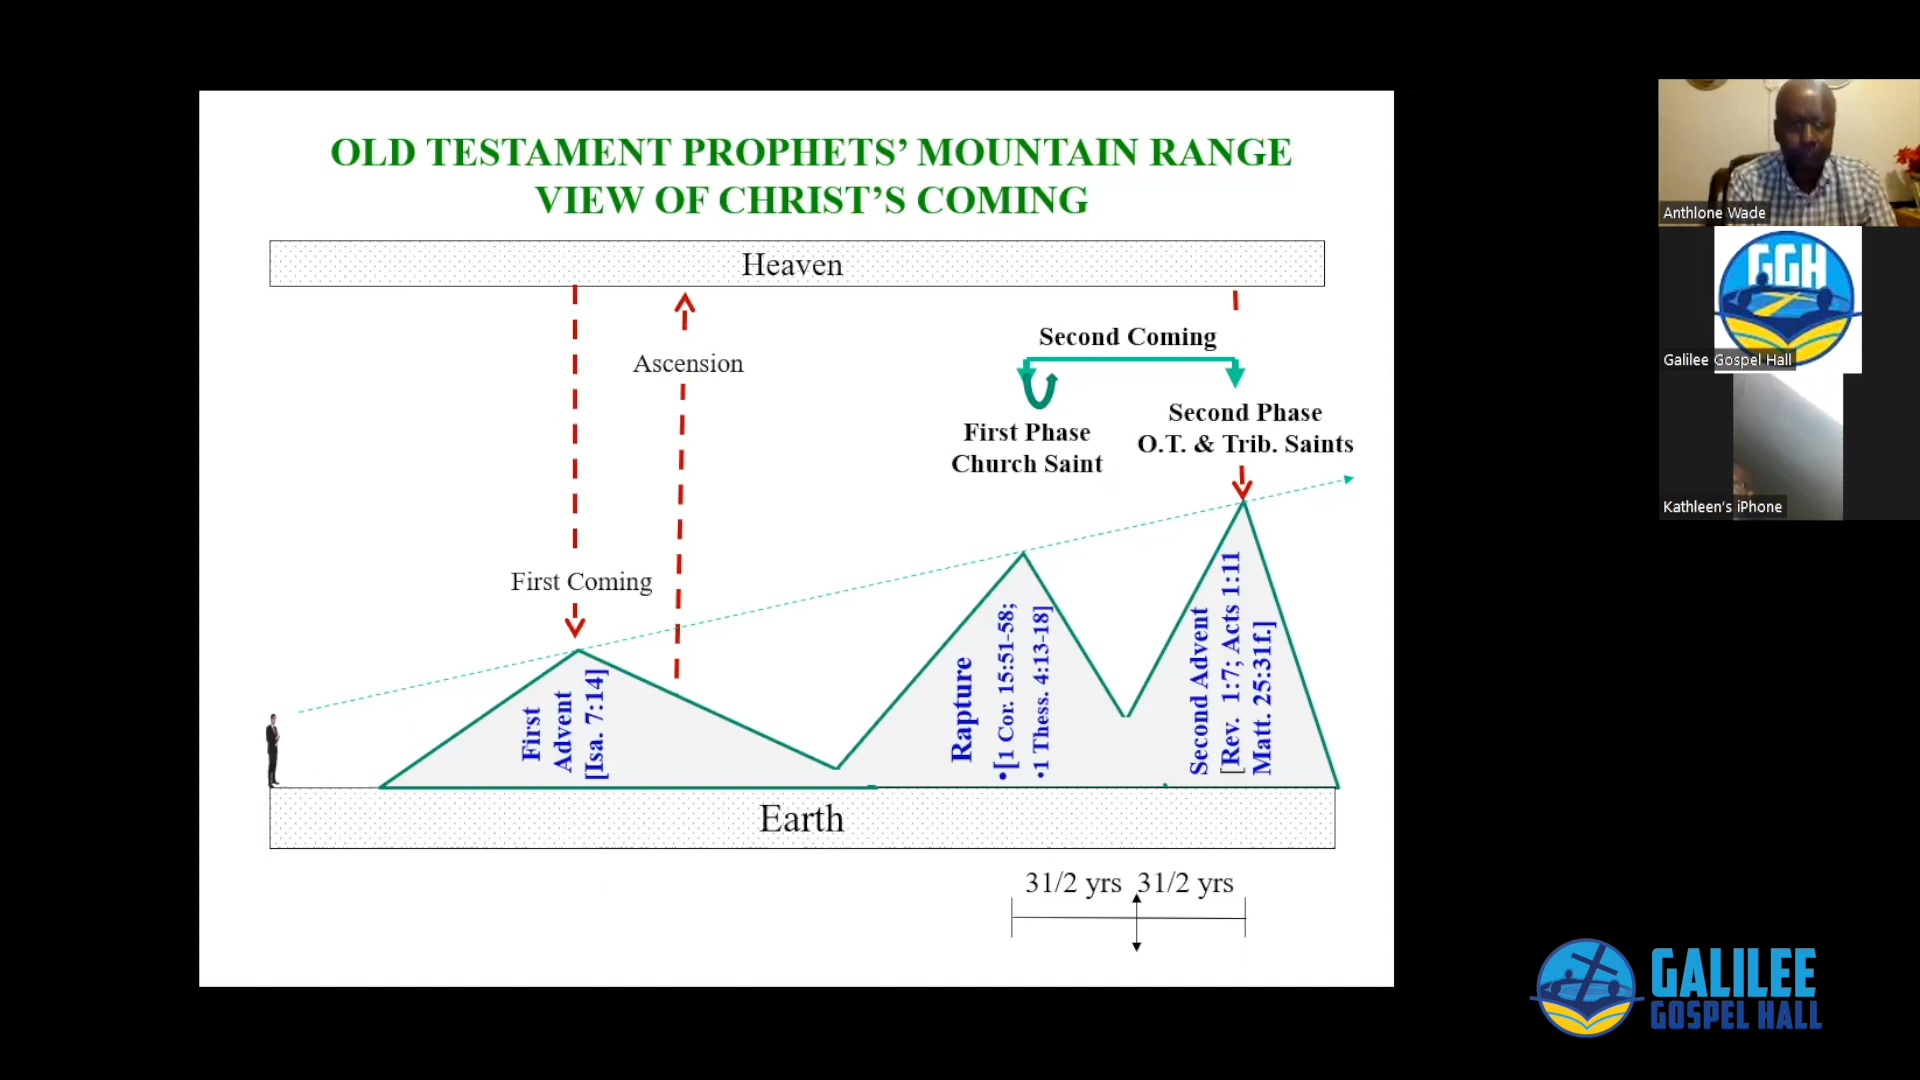 OLD TESTAMENT PROPHETS’ MOUNTAIN RANGE
VIEW OF CHRIST’S COMING
Heaven
Ascension
First Coming
Second Coming
First Phase
Church Saint
Second Phase
O.T. & Trib. Saints
First
Advent
[Isa. 7:14]
Rapture
•[1 Cor. 15:51-58;
•1 Thess. 4:13-18]
Second Advent
[Rev. 1:7; Acts 1:11
Matt. 25:31f.]
Earth
31/2 yrs 31/2 yrs
Anthlone Wade
GGH
Galilee Gospel Hall
Kathleen's iPhone
GALILEE
GOSPEL HALL